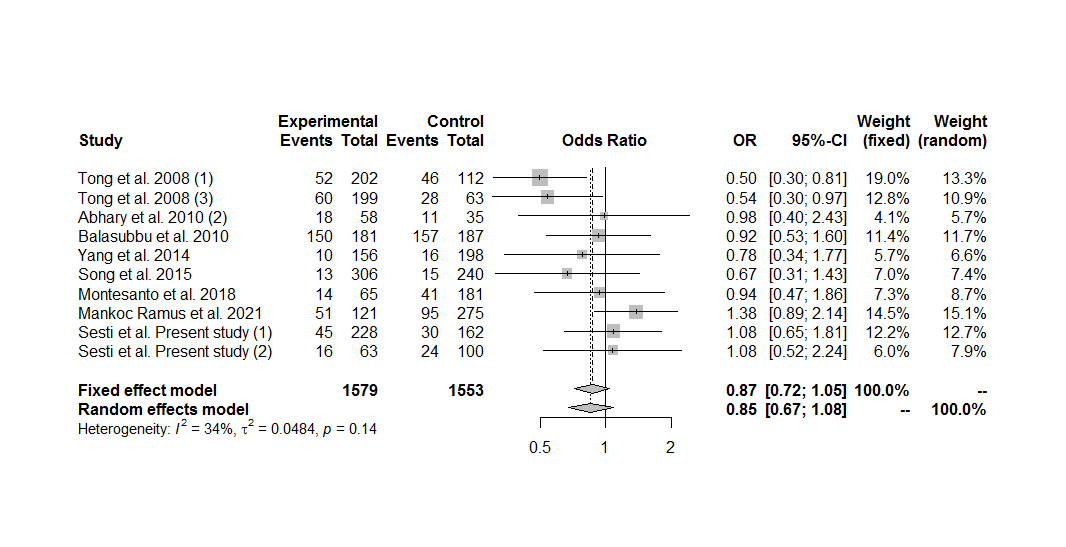 Experimental Control Weight Weight
Study Events Total Events Total Odds Ratio OR 95%-CI (fixed) (random)
Tong et al. 2008 (1) 52 202 46 112 0.50 [0.30; 0.81] 19.0% 13.3%
Tong et al. 2008 (3) 60 199 28 63 0.54 [0.30; 0.97] 12.8% 10.9%
Abhary et al. 2010 (2) 18 58 11 35 0.98 [0.40; 2.43] 4.1% 5.7%
Balasubbu et al. 2010 150 181 157 187 0.92 [0.53; 1.60] 11.4% 11.7%
Yang et al. 2014 10 156 16 198 0.78 [0.34; 1.77] 5.7% 6.6%
Song et al. 2015 13 306 15 240 0.67 [0.31; 1.43] 7.0% 7.4%
Montesanto et al. 2018 14 65 41 181 0.94 [0.47; 1.86] 7.3% 8.7%
Mankoc Ramus et al. 2021 51 121 95 275 1.38 [0.89; 2.14] 14.5% 15.1%
Sesti et al. Present study (1) 45 228 30 162 1.08 [0.65; 1.81] 12.2% 12.7%
Sesti et al. Present study (2) 16 63 24 100 1.08 [0.52; 2.24] 6.0% 7.9%
Fixed effect model 1579 1553 0.87 [0.72; 1.05] 100.0% --
Random effects model 0.85 [0.67; 1.08] -- 100.0%
Heterogeneity: I² = 34%, τ² = 0.0484, p = 0.14
0.5 1 2